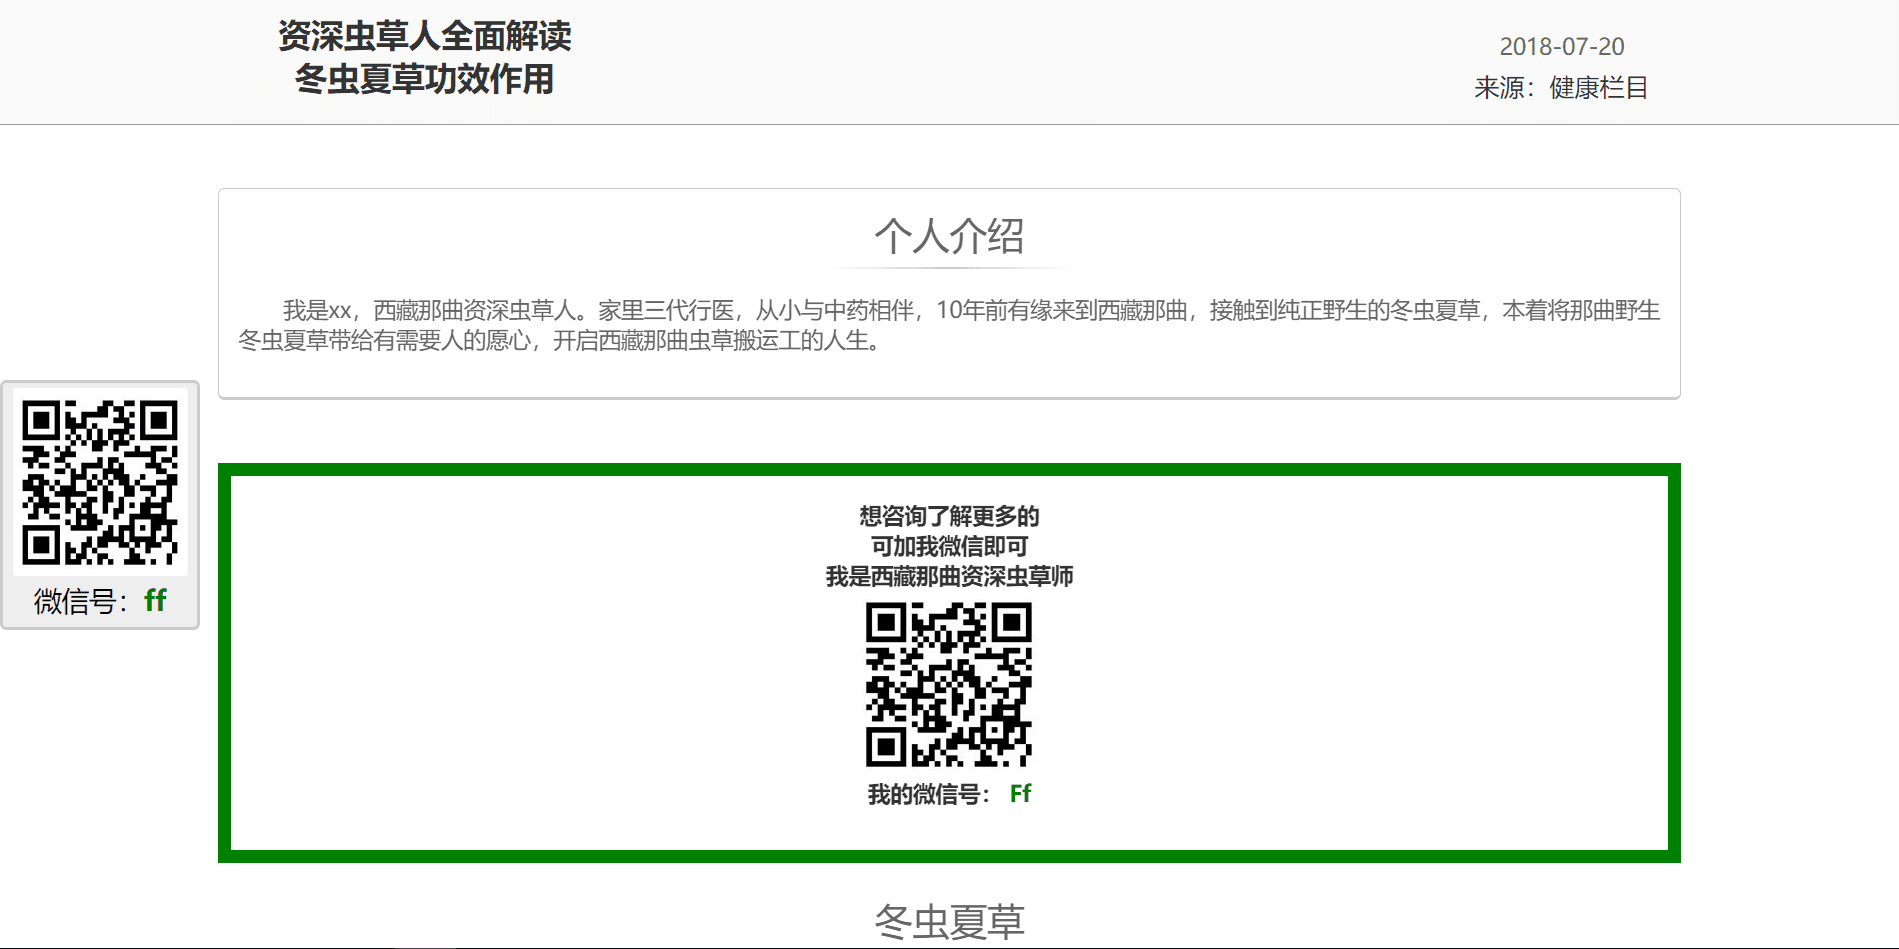 资深虫草人全面解读
冬虫夏草功效作用
2018-07-20
来源：健康栏目
个人介绍
我是xx，西藏那曲资深虫草人。家里三代行医，从小与中药相伴，10年前有缘来到西藏那曲，接触到纯正野生的冬虫夏草，本着将那曲野生
冬虫夏草带给有需要人的愿心，开启西藏那曲虫草搬运工的人生。
微信号：ff
想咨询了解更多的
可加我微信即可
我是西藏那曲资深虫草师
我的微信号： Ff
冬虫夏草